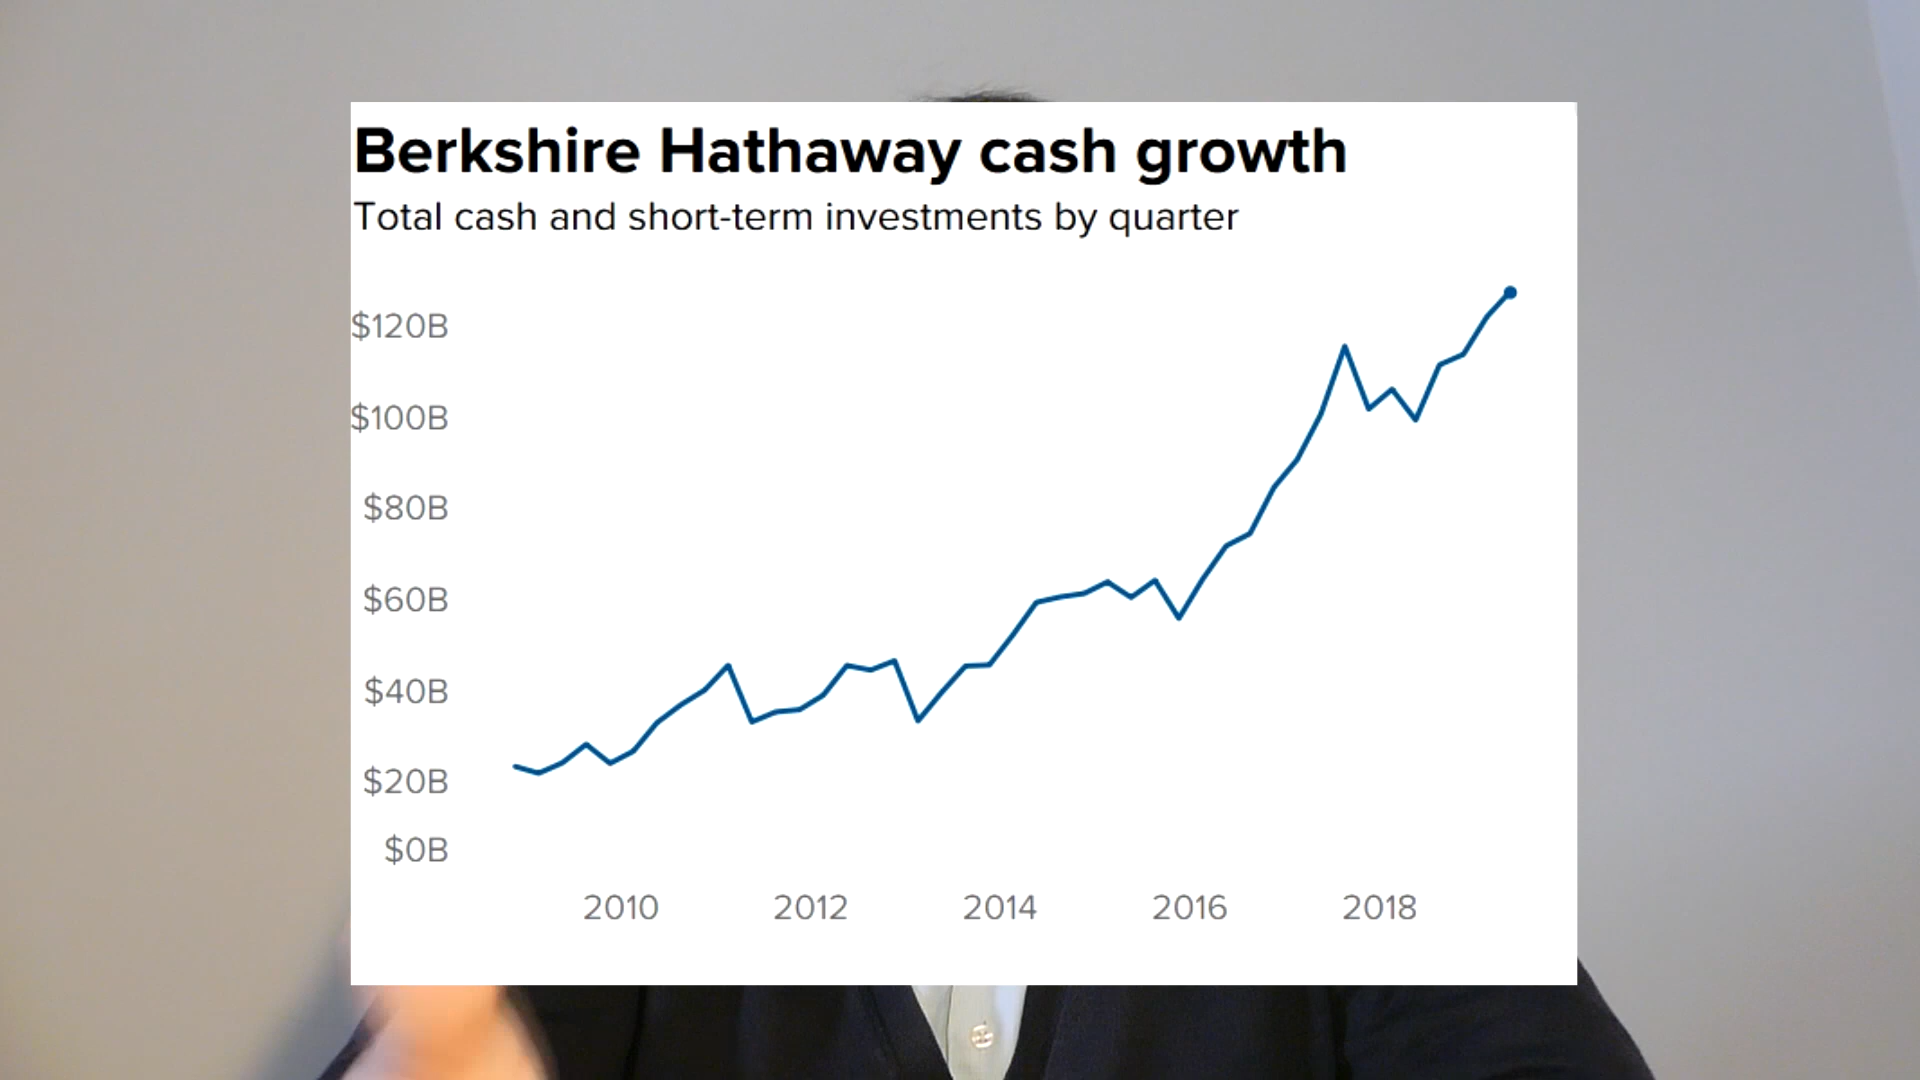 Berkshire Hathaway cash growth
Total cash and short-term investments by quarter
$120B
$100B
$80B
$60B
$40B
$20B
$0B
2010 2012 2014 2016 2018